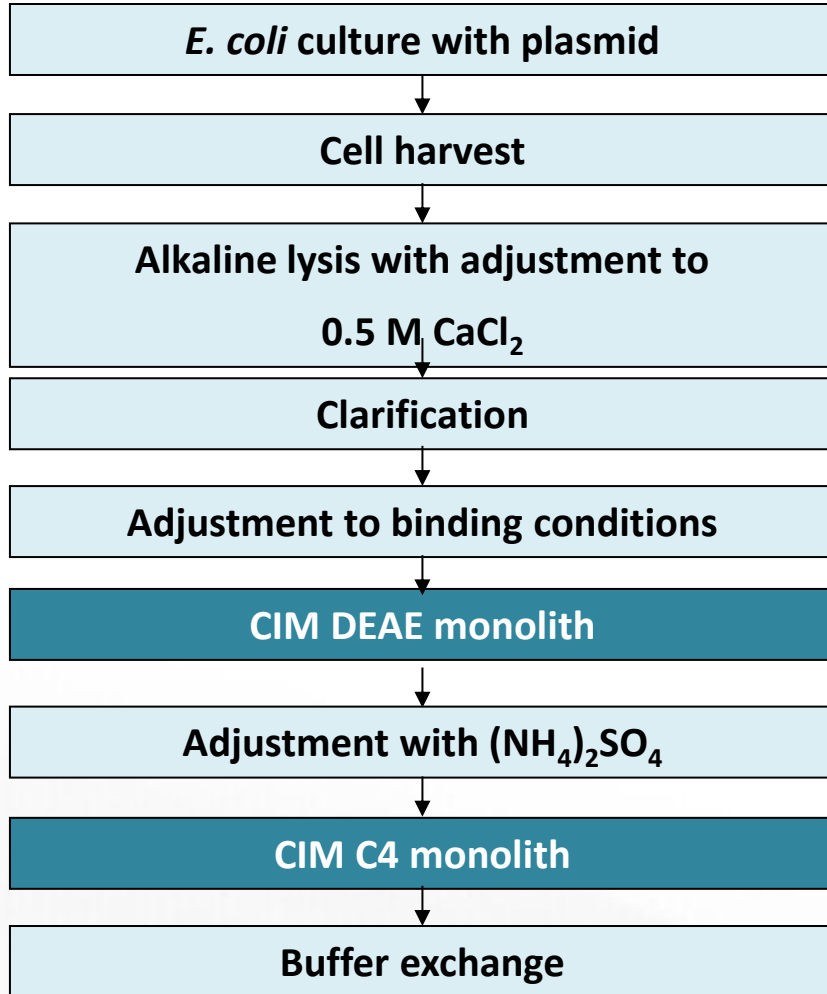 E. coli culture with plasmid
Cell harvest
Alkaline lysis with adjustment to
0.5 M CaCl₂
Clarification
Adjustment to binding conditions
CIM DEAE monolith
Adjustment with (NH₄)₂SO₄
CIM C4 monolith
Buffer exchange